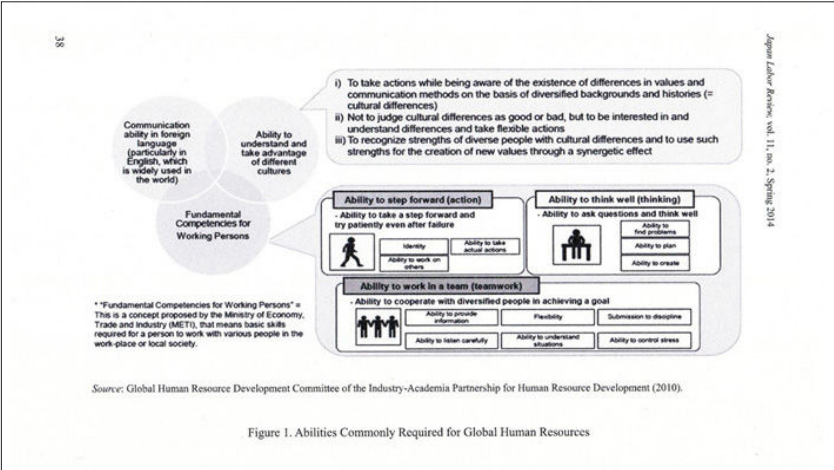 38
Japan Labor Review, vol. 11, no. 2, Spring 2014
Communication
ability in foreign
language
(particularly in
English, which
is widely used in
the world)
Ability to
understand and
take advantage
of different
cultures
Fundamental
Competencies for
Working Persons
i) To take actions while being aware of the existence of differences in values and
communication methods on the basis of diversified backgrounds and histories (=
cultural differences)
ii) Not to judge cultural differences as good or bad, but to be interested in and
understand differences and take flexible actions
iii) To recognize strengths of diverse people with cultural differences and to use such
strengths for the creation of new values through a synergetic effect
Ability to step forward (action)
- Ability to take a step forward and
try patiently even after failure
Identity
Ability to take
actual actions
Ability to work on
others
Ability to think well (thinking)
- Ability to ask questions and think well
Ability to
find problems
Ability to plan
Ability to create
Ability to work in a team (teamwork)
- Ability to cooperate with diversified people in achieving a goal
Ability to provide
information
Flexibility
Submission to discipline
Ability to listen carefully
Ability to understand
situations
Ability to control stress
* "Fundamental Competencies for Working Persons" =
This is a concept proposed by the Ministry of Economy,
Trade and Industry (METI), that means basic skills
required for a person to work with various people in the
work-place or local society.
Source: Global Human Resource Development Committee of the Industry-Academia Partnership for Human Resource Development (2010).
Figure 1. Abilities Commonly Required for Global Human Resources